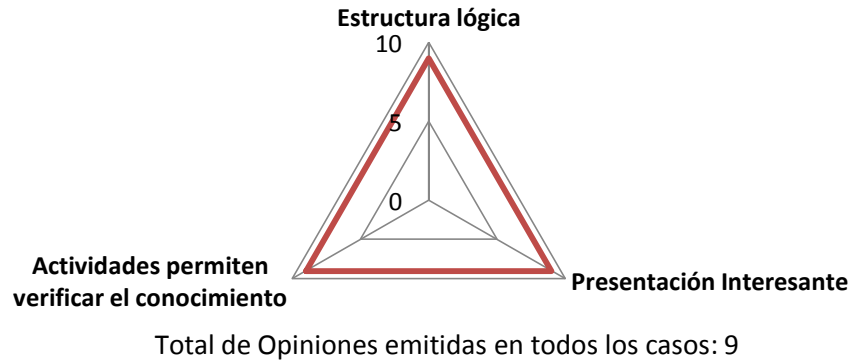 Estructura lógica
10
5
0
Actividades permiten
verificar el conocimiento
Presentación Interesante
Total de Opiniones emitidas en todos los casos: 9